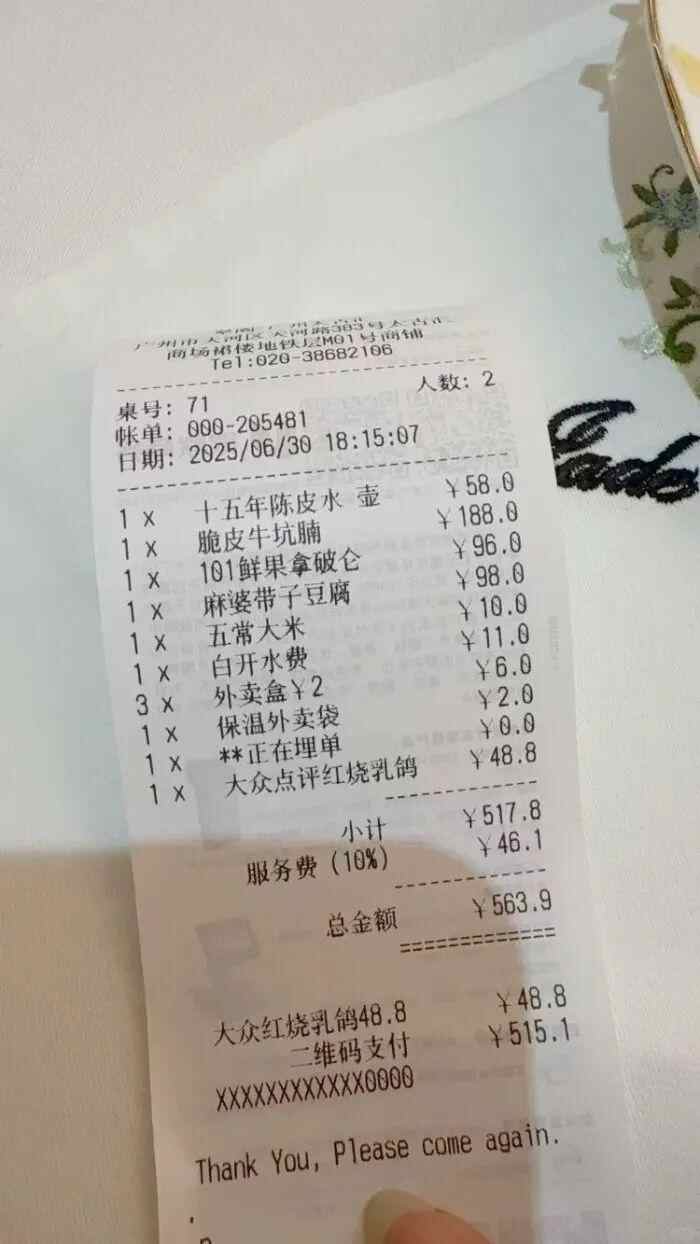 广州市天河区天河路383号太古汇
商场裙楼地铁层M01号商铺
Tel:020-38682106
桌号: 71 人数: 2
帐单: 000-205481
日期: 2025/06/30 18:15:07
1 x 十五年陈皮水 壶 ¥58.0
1 x 脆皮牛坑腩 ¥188.0
1 x 101鲜果拿破仑 ¥96.0
1 x 麻婆带子豆腐 ¥98.0
1 x 五常大米 ¥10.0
1 x 白开水费 ¥11.0
3 x 外卖盒¥2 ¥6.0
1 x 保温外卖袋 ¥2.0
1 x **正在埋单 ¥0.0
1 x 大众点评红烧乳鸽 ¥48.8
小计 ¥517.8
服务费(10%) ¥46.1
总金额 ¥563.9
============
大众红烧乳鸽48.8 ¥48.8
二维码支付 ¥515.1
XXXXXXXXXXXX0000
Thank You, Please come again.
Jado